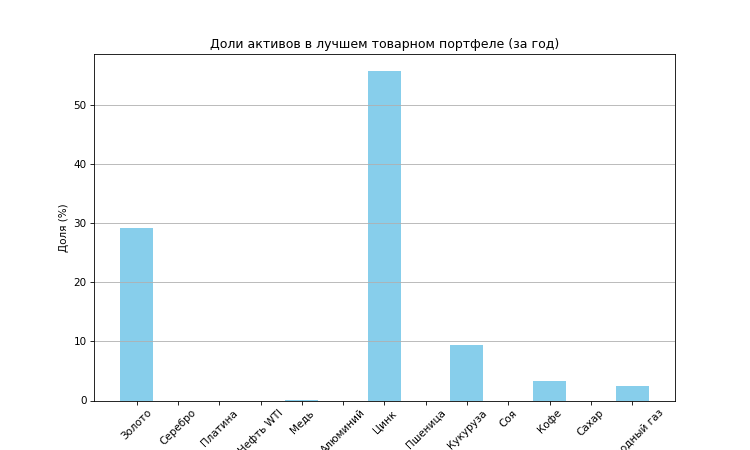 Доли активов в лучшем товарном портфеле (за год)
Доля (%)
50
40
30
20
10
0
Золото
Серебро
Платина
Нефть WTI
Медь
Алюминий
Цинк
Пшеница
Кукуруза
Соя
Кофе
Сахар
одный газ